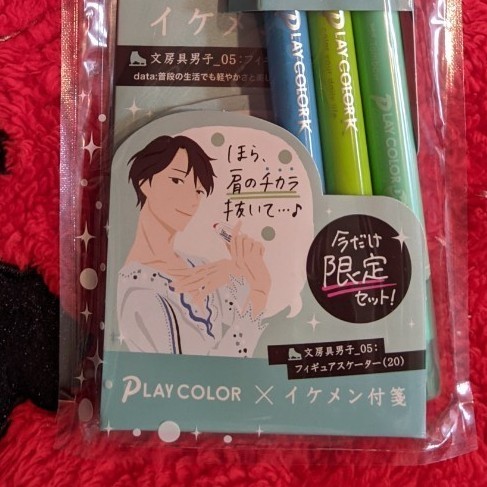 イケメン
文房具男子_05:フィギュ
data:普段の生活でも軽やかさと
PLAYCOLOR K
PLAYCOLOR K
PLAYCOLOR
ほら、
肩のチカラ
抜いて…♪
今だけ
限定
セット!
文房具男子_05:
フィギュアスケーター(20)
PLAY COLOR × イケメン付箋